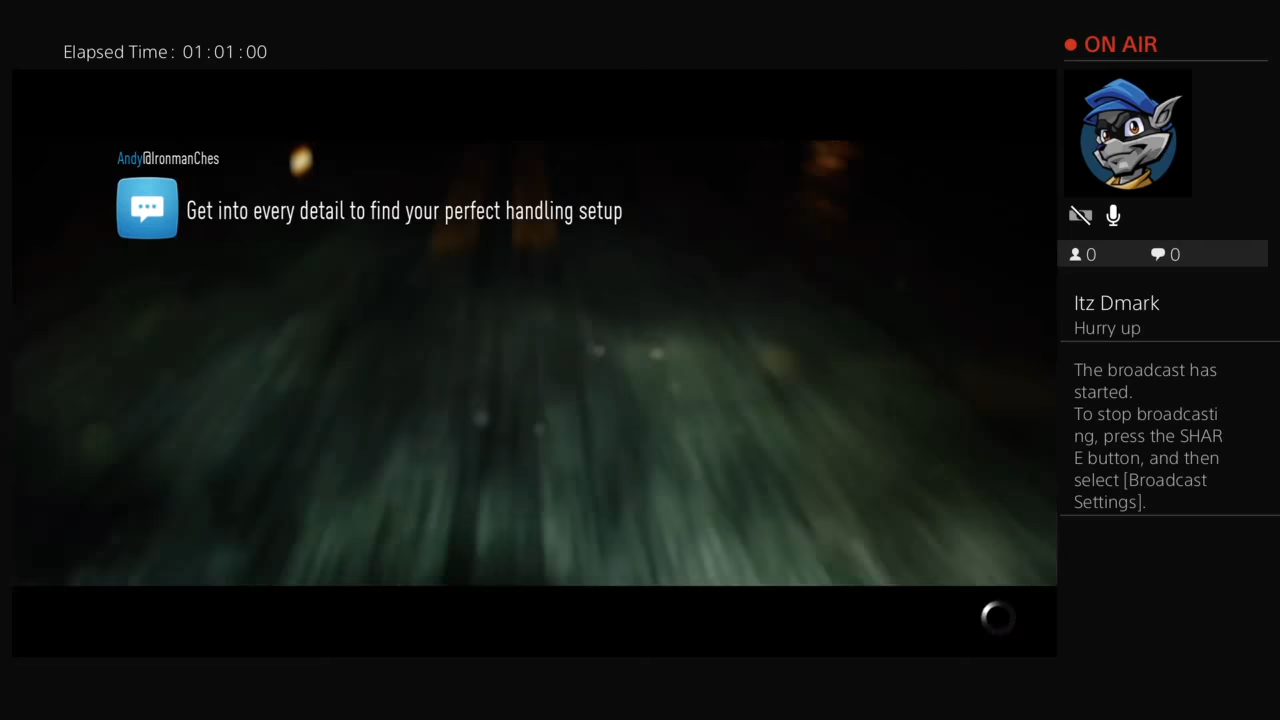 Elapsed Time: 01:01:00
ON AIR
Andy@IronmanChes
Get into every detail to find your perfect handling setup
0
0
Itz Dmark
Hurry up
The broadcast has
started.
To stop broadcasti
ng, press the SHAR
E button, and then
select [Broadcast
Settings].